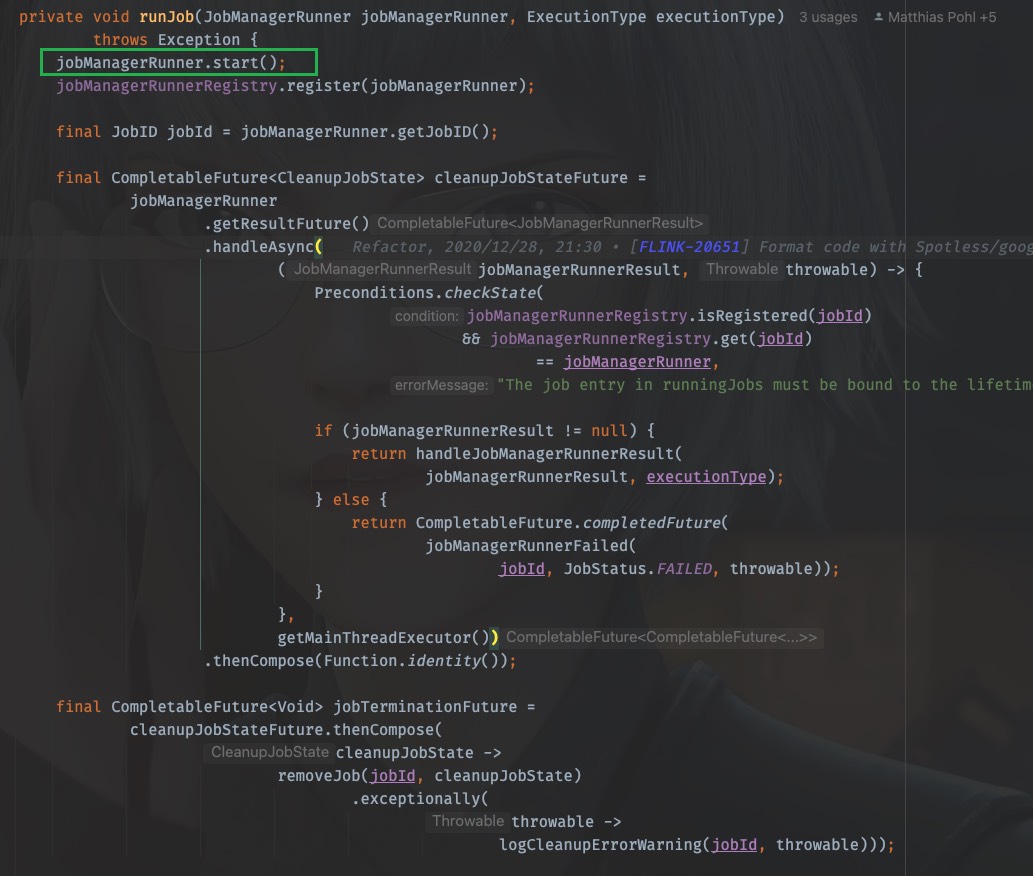 private void runJob(JobManagerRunner jobManagerRunner, ExecutionType executionType) 3 usages Matthias Pohl +5
throws Exception {
jobManagerRunner.start();
jobManagerRunnerRegistry.register(jobManagerRunner);
final JobID jobId = jobManagerRunner.getJobID();
final CompletableFuture<CleanupJobState> cleanupJobStateFuture =
jobManagerRunner
.getResultFuture() CompletableFuture<JobManagerRunnerResult>
.handleAsync( Refactor, 2020/12/28, 21:30 • [FLINK-20651] Format code with Spotless/goog
( JobManagerRunnerResult jobManagerRunnerResult, Throwable throwable) -> {
Preconditions.checkState(
condition: jobManagerRunnerRegistry.isRegistered(jobId)
&& jobManagerRunnerRegistry.get(jobId)
== jobManagerRunner,
errorMessage: "The job entry in runningJobs must be bound to the lifetim
if (jobManagerRunnerResult != null) {
return handleJobManagerRunnerResult(
jobManagerRunnerResult, executionType);
} else {
return CompletableFuture.completedFuture(
jobManagerRunnerFailed(
jobId, JobStatus.FAILED, throwable));
}
},
getMainThreadExecutor()) CompletableFuture<CompletableFuture<...>>
.thenCompose(Function.identity());
final CompletableFuture<Void> jobTerminationFuture =
cleanupJobStateFuture.thenCompose(
CleanupJobState cleanupJobState ->
removeJob(jobId, cleanupJobState)
.exceptionally(
Throwable throwable ->
logCleanupErrorWarning(jobId, throwable)));